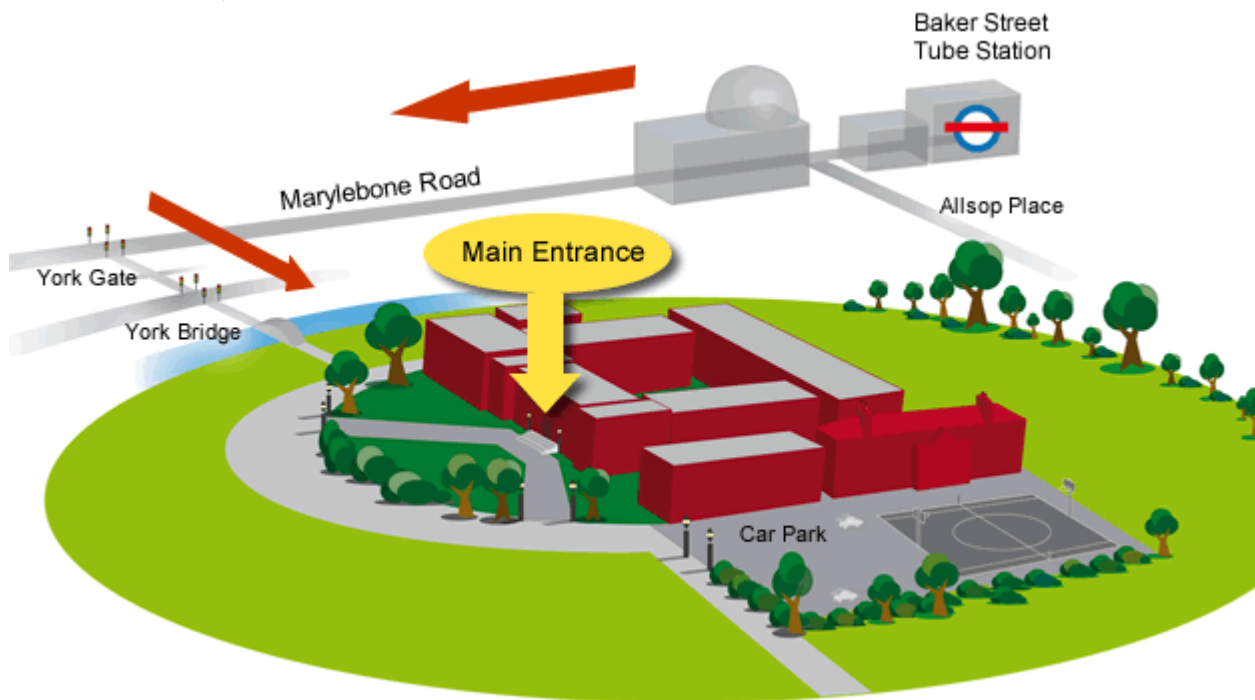 Baker Street
Tube Station
Marylebone Road
Allsop Place
Main Entrance
York Gate
York Bridge
Car Park